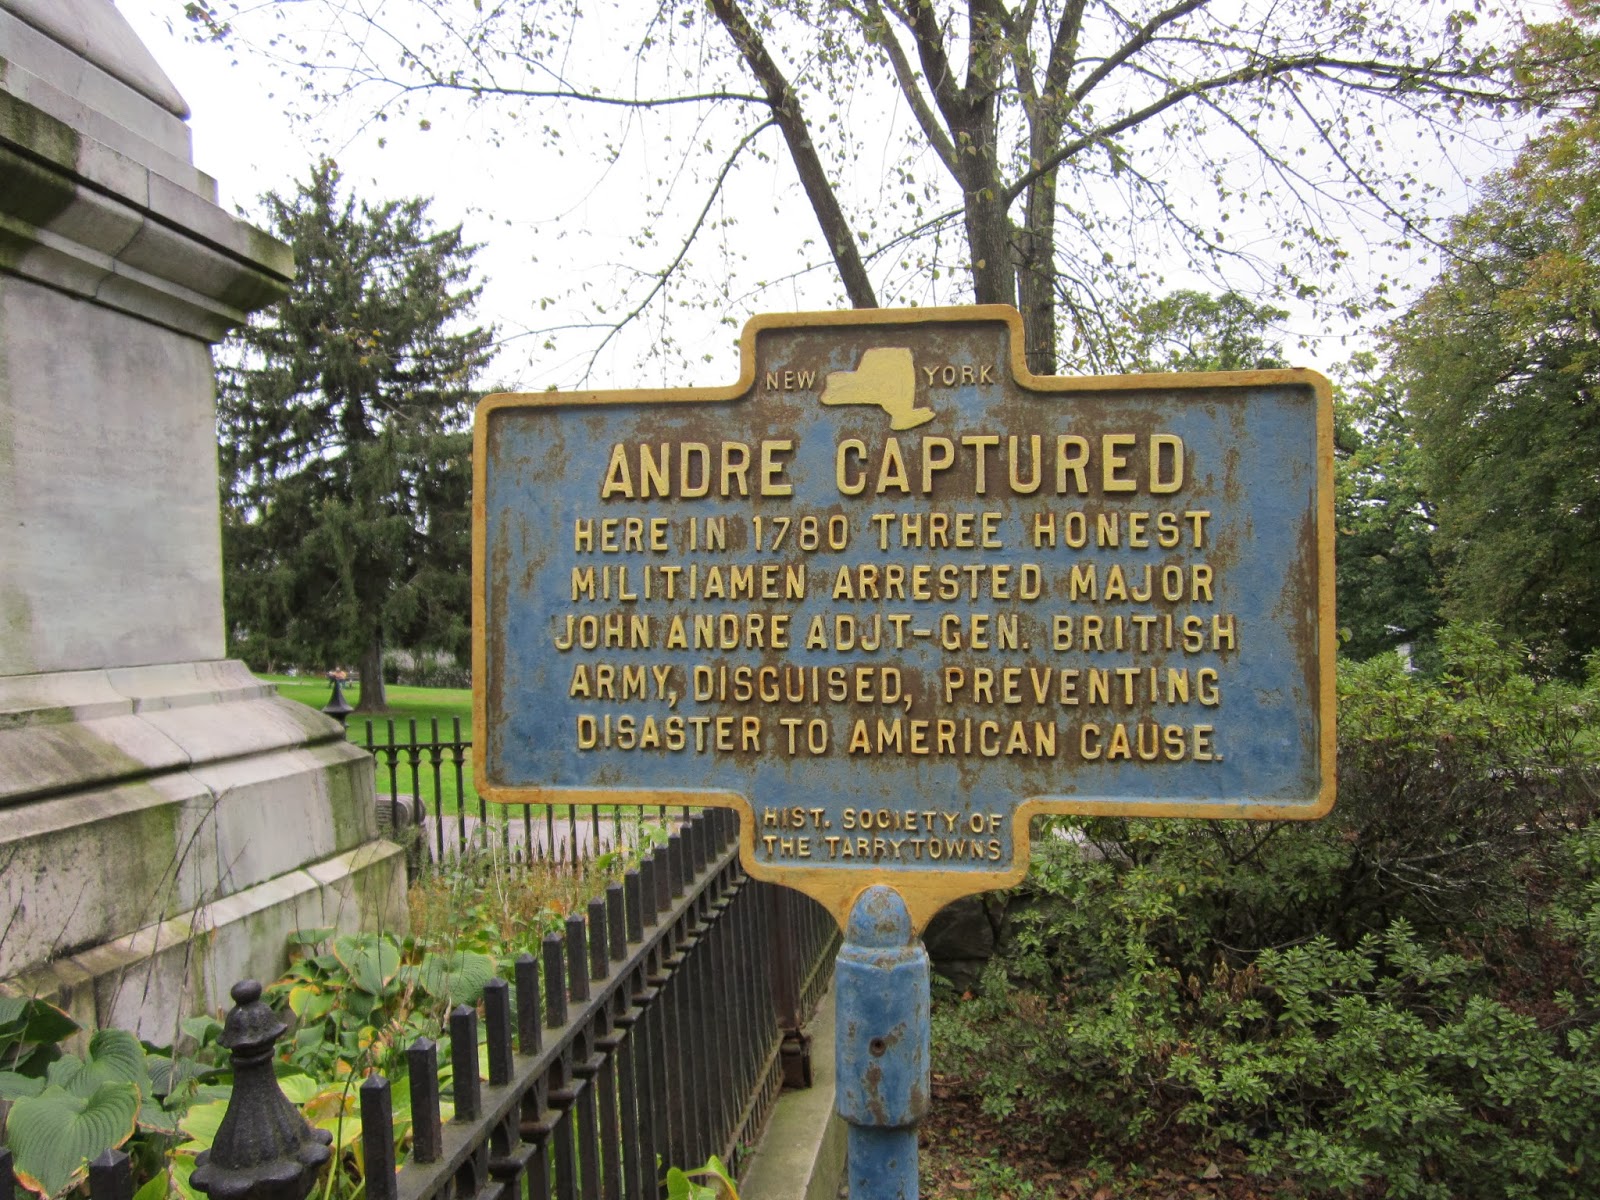 NEW YORK
ANDRE CAPTURED
HERE IN 1780 THREE HONEST
MILITIAMEN ARRESTED MAJOR
JOHN ANDRE ADJT-GEN. BRITISH
ARMY, DISGUISED, PREVENTING
DISASTER TO AMERICAN CAUSE.
HIST. SOCIETY OF
THE TARRYTOWNS